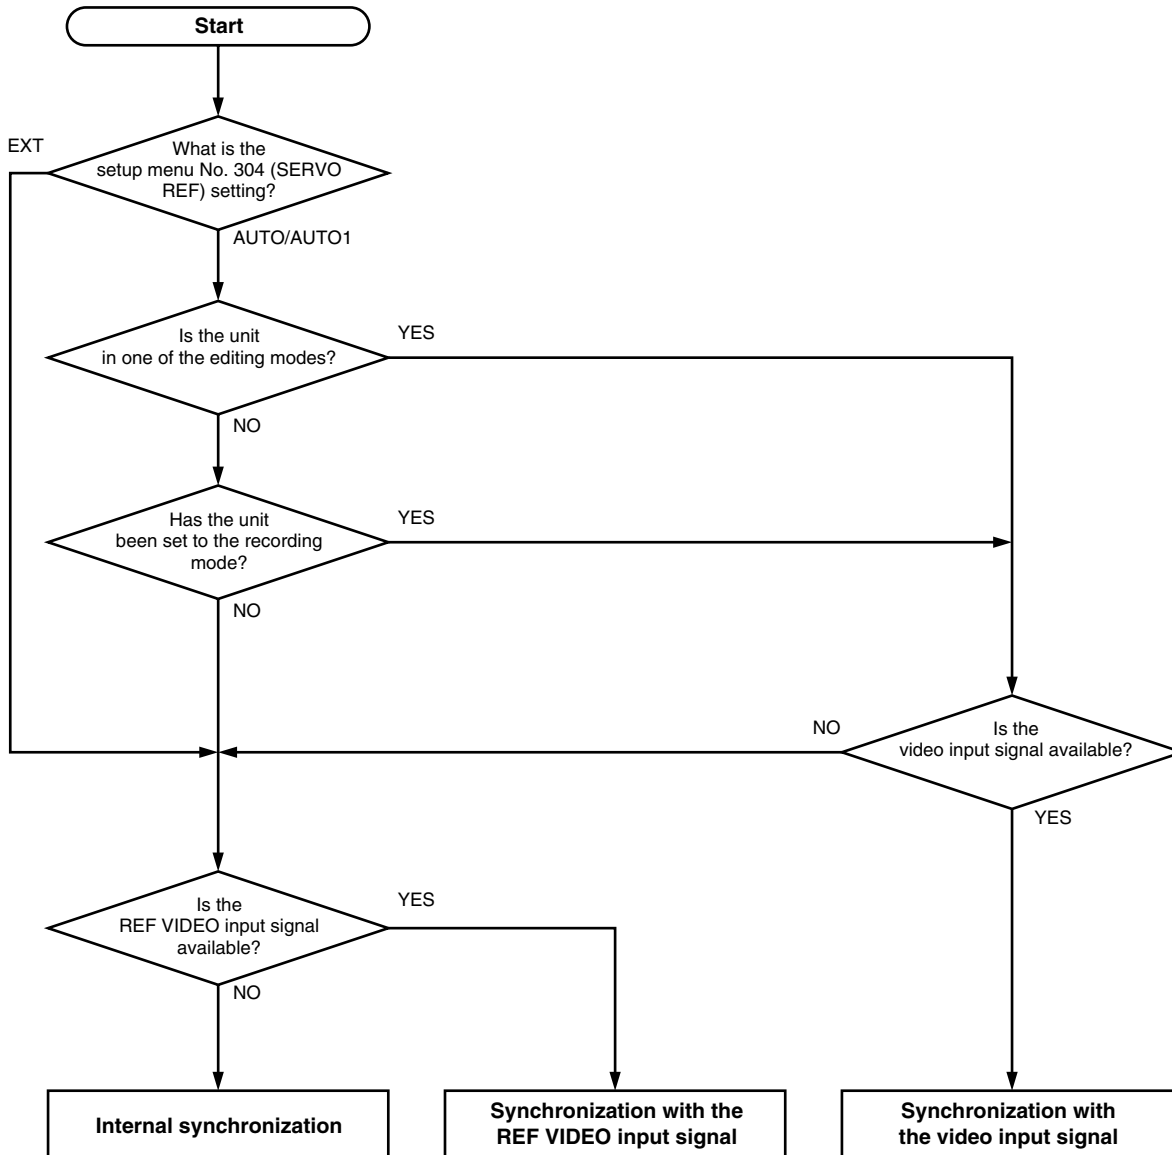 Start
EXT
What is the
setup menu No. 304 (SERVO
REF) setting?
AUTO/AUTO1
Is the unit
in one of the editing modes?
YES
NO
Has the unit
been set to the recording
mode?
YES
NO
NO
Is the
video input signal available?
YES
Is the
REF VIDEO input signal
available?
YES
NO
Internal synchronization
Synchronization with the
REF VIDEO input signal
Synchronization with
the video input signal